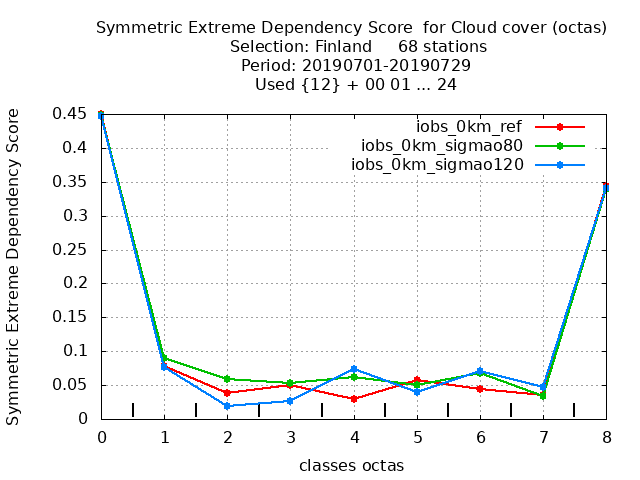 Symmetric Extreme Dependency Score  for Cloud cover (octas)
Selection: Finland     68 stations
Period: 20190701-20190729
Used {12} + 00 01 ... 24
Symmetric Extreme Dependency Score
0.45
0.4
0.35
0.3
0.25
0.2
0.15
0.1
0.05
0
iobs_0km_ref
iobs_0km_sigmao80
iobs_0km_sigmao120
0 1 2 3 4 5 6 7 8
classes octas